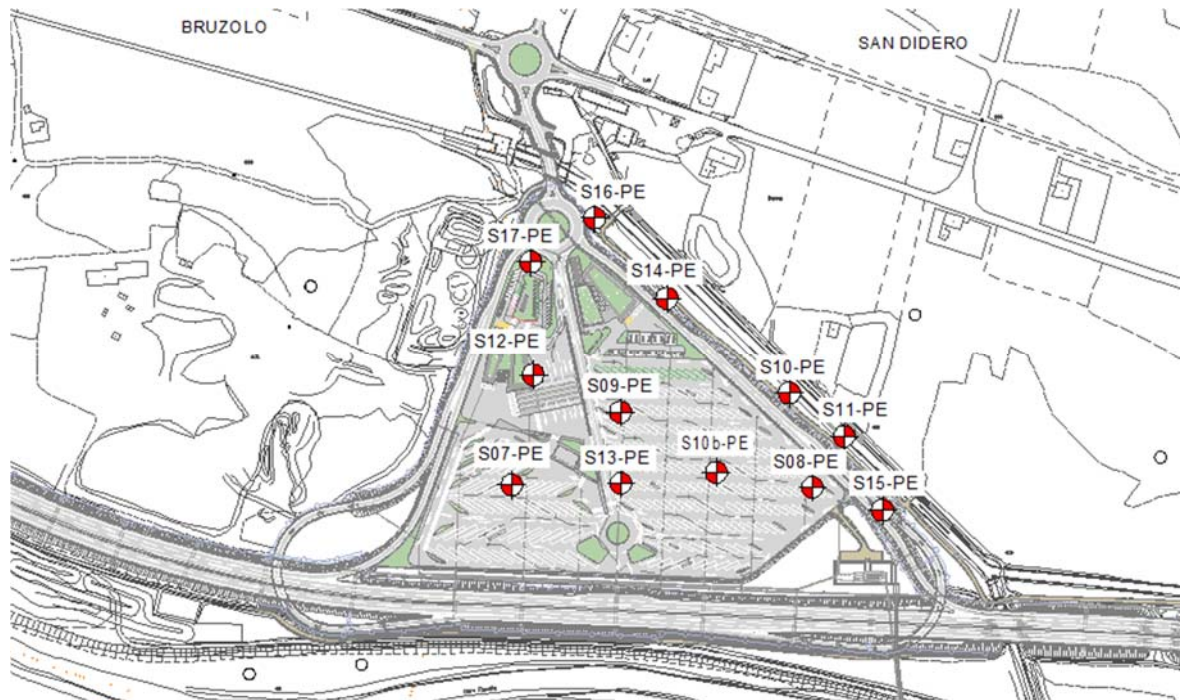 BRUZOLO
SAN DIDERO
S16-PE
S17-PE
S14-PE
S12-PE
S10-PE
S09-PE
S11-PE
S10b-PE
S07-PE
S13-PE
S08-PE
S15-PE